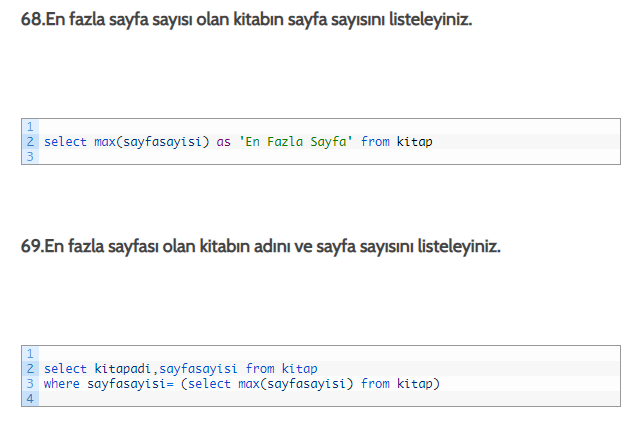 68.En fazla sayfa sayısı olan kitabın sayfa sayısını listeleyiniz.
1
2 select max(sayfasayisi) as 'En Fazla Sayfa' from kitap
3
69.En fazla sayfası olan kitabın adını ve sayfa sayısını listeleyiniz.
1
2 select kitapadi,sayfasayisi from kitap
3 where sayfasayisi= (select max(sayfasayisi) from kitap)
4